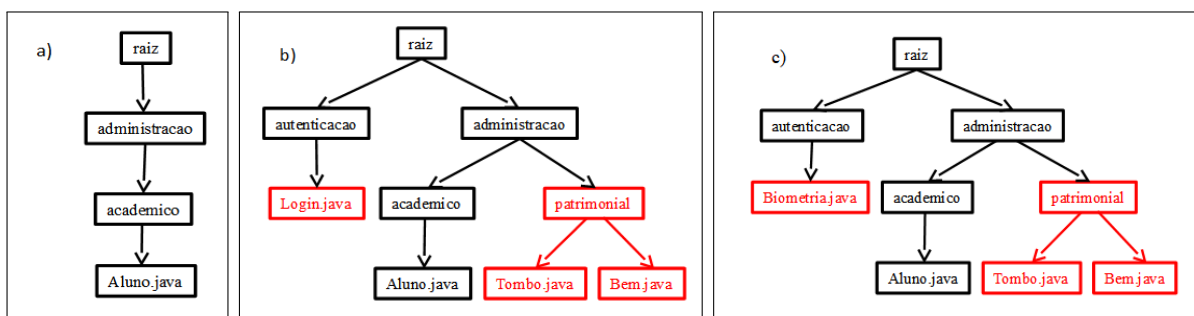 a)
raiz
administracao
academico
Aluno.java
b)
raiz
autenticacao
administracao
Login.java
academico
patrimonial
Aluno.java
Tombo.java
Bem.java
c)
raiz
autenticacao
administracao
Biometria.java
academico
patrimonial
Aluno.java
Tombo.java
Bem.java